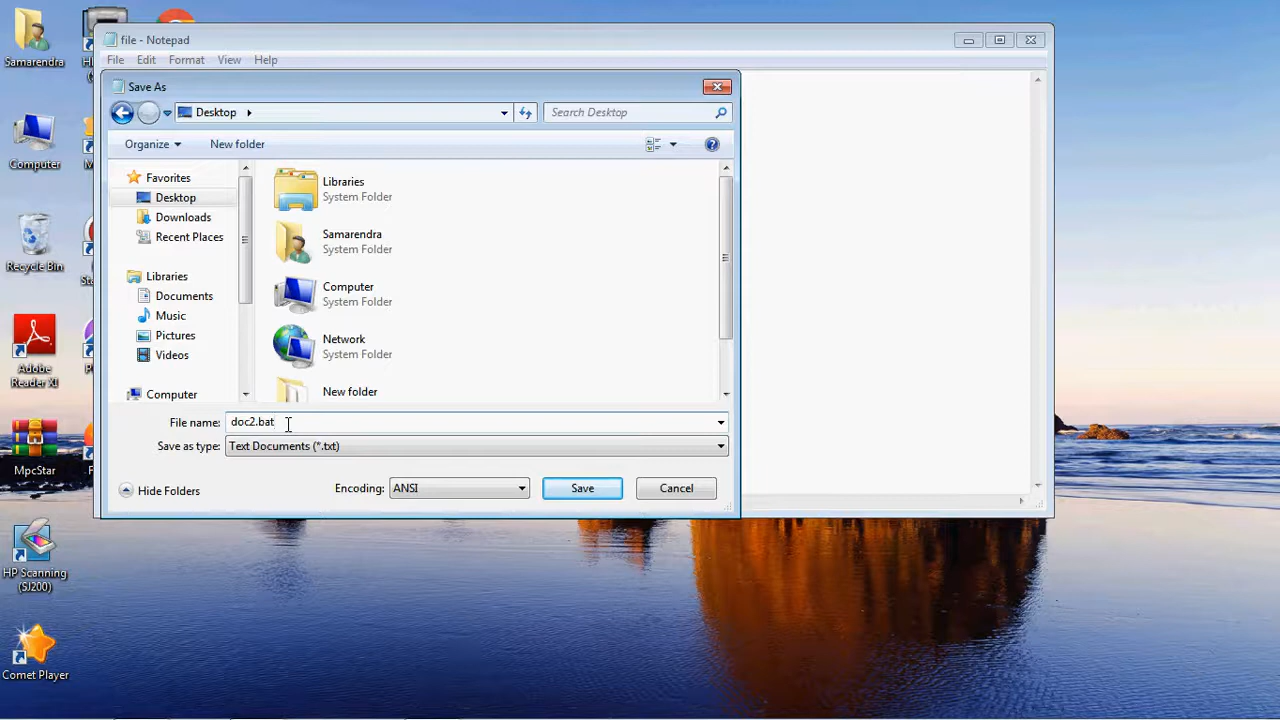 Samarendra
Computer
Recycle Bin
Adobe
Reader XI
MpcStar
HP Scanning
(SJ200)
Comet Player
file - Notepad
File Edit Format View Help
Save As
Desktop
Search Desktop
Organize New folder
Favorites
Desktop
Downloads
Recent Places
Libraries
Documents
Music
Pictures
Videos
Computer
Libraries
System Folder
Samarendra
System Folder
Computer
System Folder
Network
System Folder
New folder
File name: doc2.bat
Save as type: Text Documents (*.txt)
Hide Folders
Encoding: ANSI
Save
Cancel